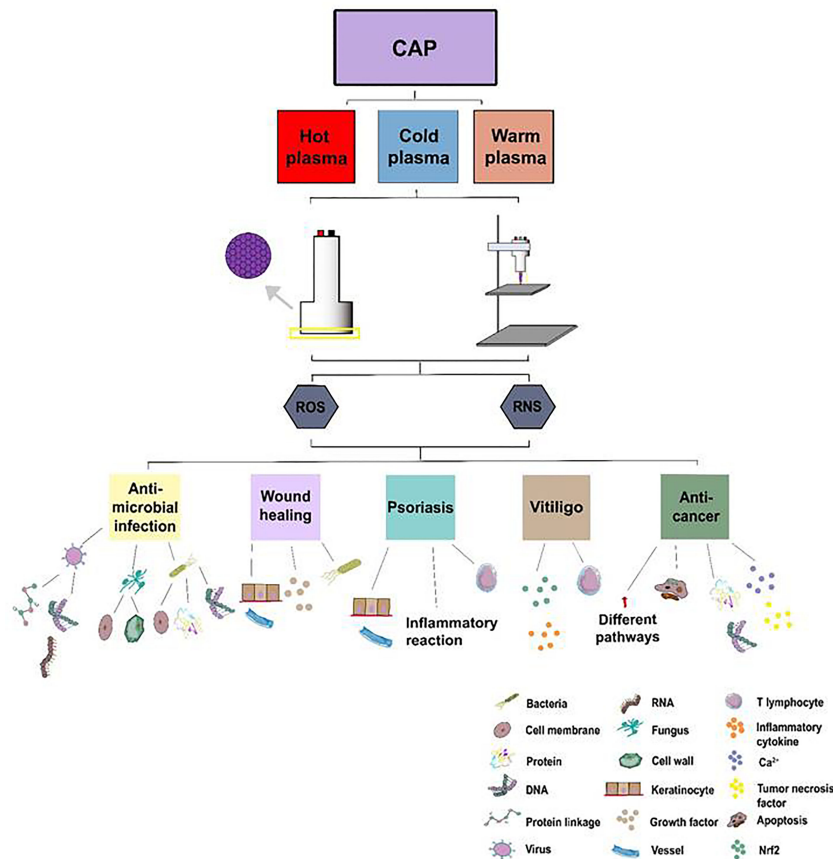 CAP
Hot
plasma
Cold
plasma
Warm
plasma
ROS
RNS
Anti-
microbial
infection
Wound
healing
Psoriasis
Vitiligo
Anti-
cancer
Inflammatory
reaction
Different
pathways
Bacteria
RNA
T lymphocyte
Cell membrane
Fungus
Inflammatory
cytokine
Protein
Cell wall
Ca²⁺
DNA
Keratinocyte
Tumor necrosis
factor
Protein linkage
Growth factor
Apoptosis
Virus
Vessel
Nrf2